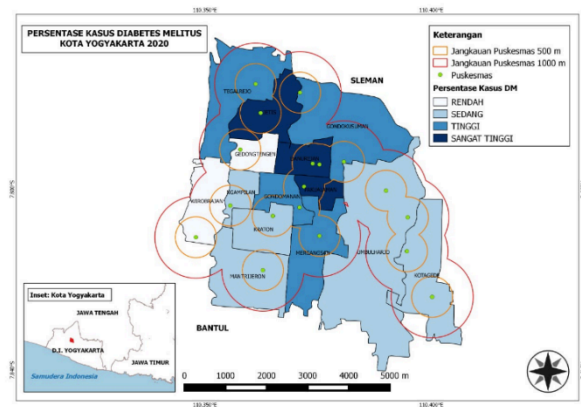 110.350°E
110.400°E
PERSENTASE KASUS DIABETES MELITUS
KOTA YOGYAKARTA 2020
Keterangan
Jangkauan Puskesmas 500 m
Jangkauan Puskesmas 1000 m
Puskesmas
Persentase Kasus DM
RENDAH
SEDANG
TINGGI
SANGAT TINGGI
SLEMAN
TEGALREJO
GONDOKUSUMAN
GEDONGTENGEN
NGAMPILAN
GONDOMANAN
WIROBRAJAN
KRATON
MERGANGSAN
UMBULHARJO
MANTRIJERON
KOTAGEDE
BANTUL
Inset: Kota Yogyakarta
JAWA TENGAH
D.I. YOGYAKARTA
JAWA TIMUR
Samudera Indonesia
0 1000 2000 3000 4000 5000 m
110.350°E
110.400°E